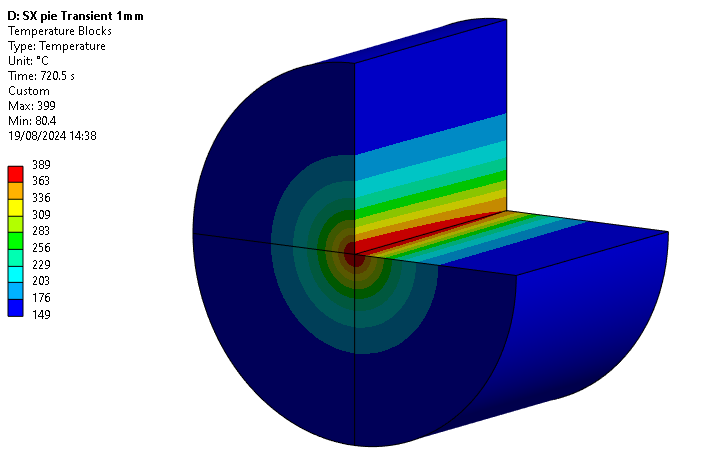 D: SX pie Transient 1mm
Temperature Blocks
Type: Temperature
Unit: °C
Time: 720.5 s
Custom
Max: 399
Min: 80.4
19/08/2024 14:38
389
363
336
309
283
256
229
203
176
149